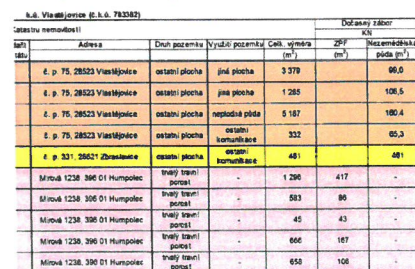 k.ú. Vlastějovice (č.k.ú. 783382)
Dočasný zábor
Katastru nemovitostí KN
Adresa Druh pozemku Využití pozemku Celk. výměra (m²) ZPF (m²) Nezemědělská půda (m²)
č. p. 75, 28523 Vlastějovice ostatní plocha jiná plocha 3 379 99,0
č. p. 75, 28523 Vlastějovice ostatní plocha jiná plocha 1 285 106,5
č. p. 75, 28523 Vlastějovice ostatní plocha neplodná půda 5 187 160,4
č. p. 75, 28523 Vlastějovice ostatní plocha ostatní komunikace 332 65,3
č. p. 331, 28521 Zbraslavice ostatní plocha ostatní komunikace 461 461
Mírová 1238, 396 01 Humpolec trvalý travní porost - 1 296 417 -
Mírová 1238, 396 01 Humpolec trvalý travní porost - 583 86 -
Mírová 1238, 396 01 Humpolec trvalý travní porost - 45 43 -
Mírová 1238, 396 01 Humpolec trvalý travní porost - 666 167 -
Mírová 1238, 396 01 Humpolec trvalý travní porost - 658 108 -